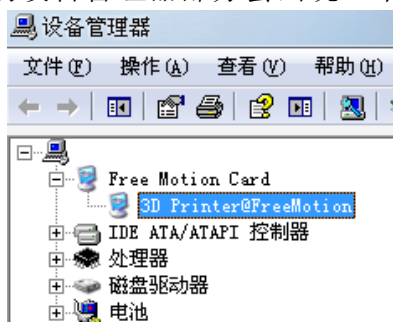 设备管理器
文件(F) 操作(A) 查看(V) 帮助(H)
Free Motion Card
3D Printer@FreeMotion
IDE ATA/ATAPI 控制器
处理器
磁盘驱动器
电池